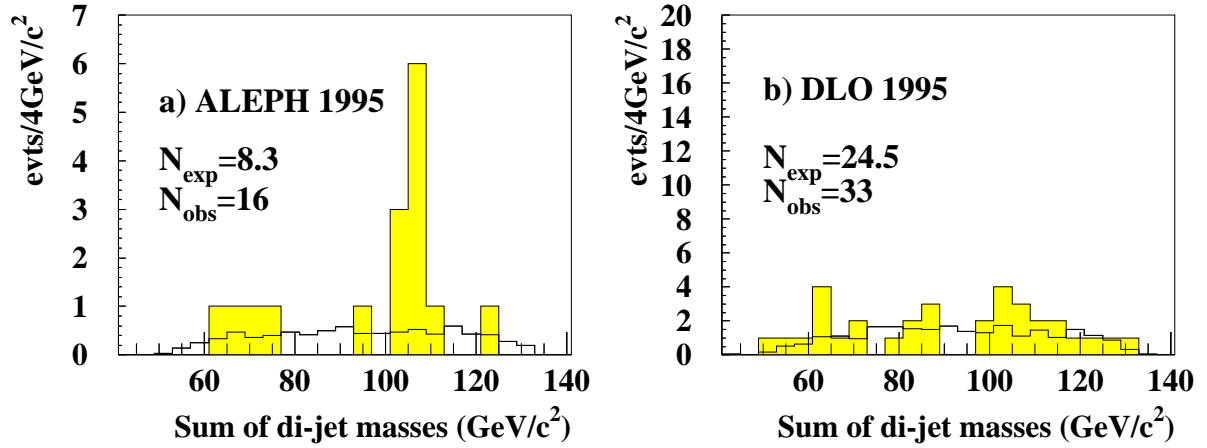 evts/4GeV/c²
7
6
5
4
3
2
1
0
a) ALEPH 1995
N_exp=8.3
N_obs=16
60 80 100 120 140
Sum of di-jet masses (GeV/c²)
evts/4GeV/c²
20
18
16
14
12
10
8
6
4
2
0
b) DLO 1995
N_exp=24.5
N_obs=33
60 80 100 120 140
Sum of di-jet masses (GeV/c²)